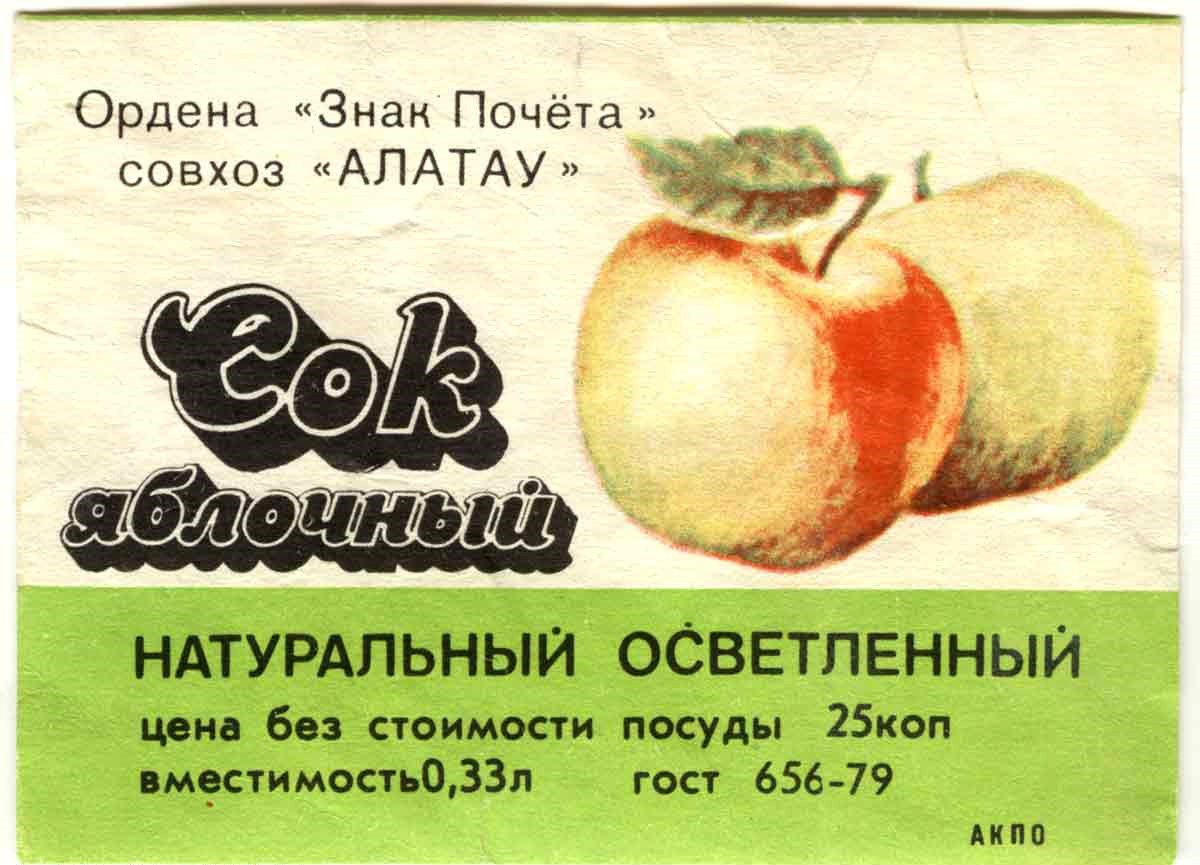 Ордена «Знак Почёта»
совхоз «АЛАТАУ»
Сок
яблочный
НАТУРАЛЬНЫЙ ОСВЕТЛЕННЫЙ
цена без стоимости посуды 25коп
вместимость0,33л гост 656-79
АКПО